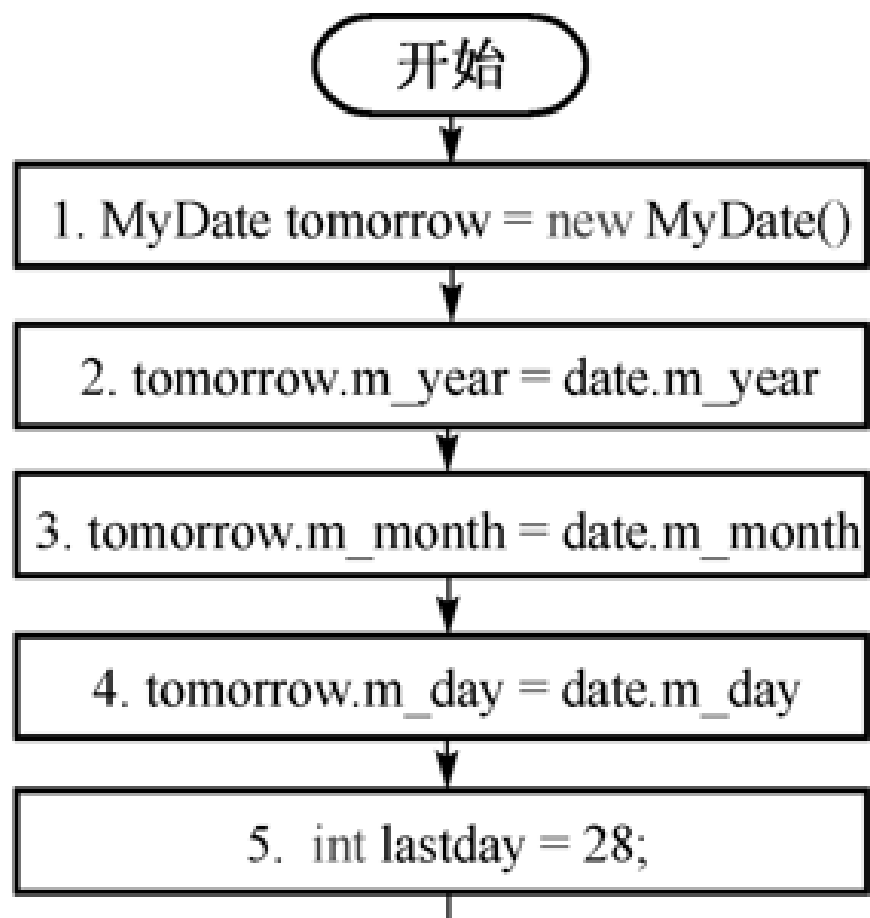 开始
1. MyDate tomorrow = new MyDate()
2. tomorrow.m_year = date.m_year
3. tomorrow.m_month = date.m_month
4. tomorrow.m_day = date.m_day
5. int lastday = 28;